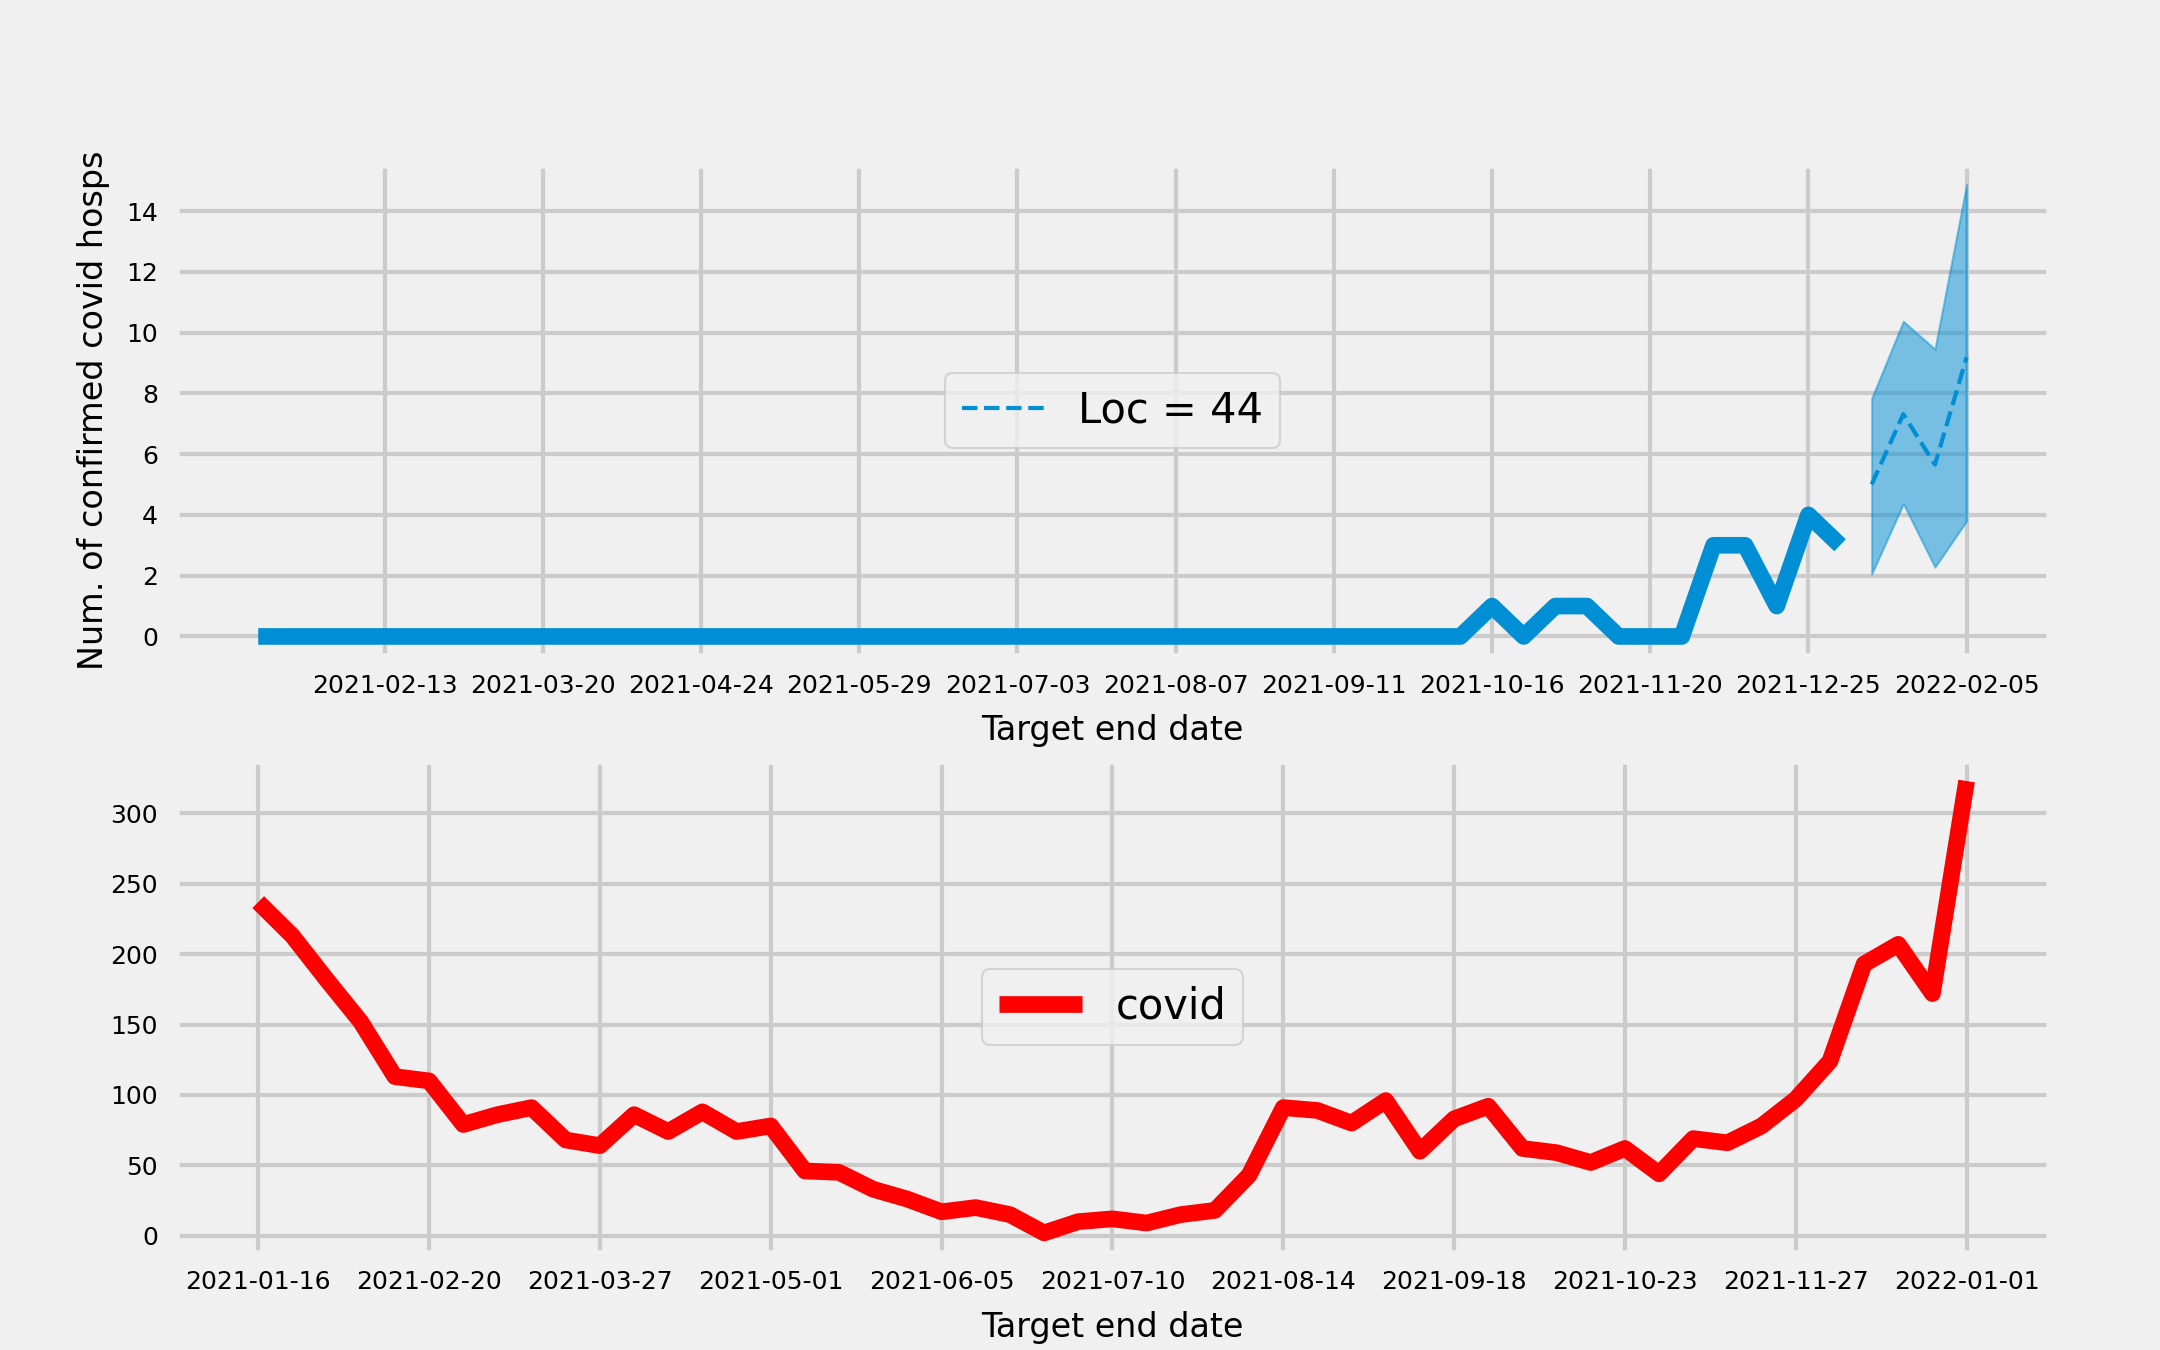 Num. of confirmed covid hosps
14
12
10
8
6
4
2
0
Loc = 44
2021-02-13 2021-03-20 2021-04-24 2021-05-29 2021-07-03 2021-08-07 2021-09-11 2021-10-16 2021-11-20 2021-12-25 2022-02-05
Target end date
300
250
200
150
100
50
0
covid
2021-01-16 2021-02-20 2021-03-27 2021-05-01 2021-06-05 2021-07-10 2021-08-14 2021-09-18 2021-10-23 2021-11-27 2022-01-01
Target end date